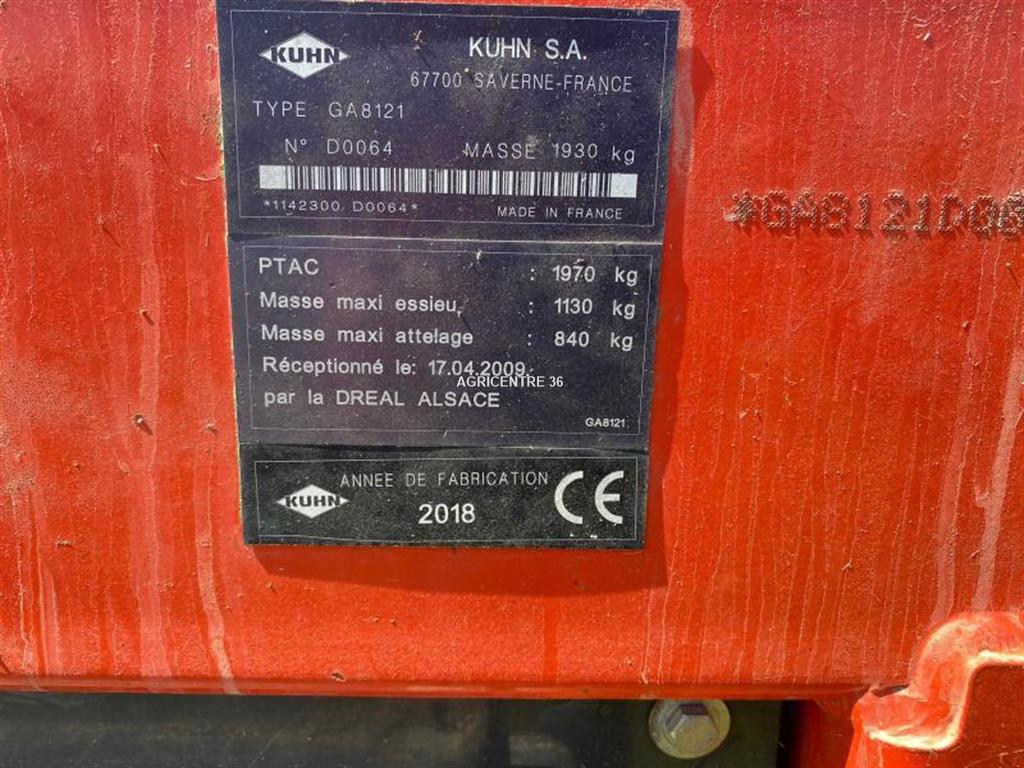 KUHN
KUHN S.A.
67700 SAVERNE-FRANCE
TYPE GA8121
N° D0064 MASSE 1930 kg
*1142300 D0064*
MADE IN FRANCE
PTAC : 1970 kg
Masse maxi essieu : 1130 kg
Masse maxi attelage : 840 kg
Réceptionné le: 17.04.2009
AGRICENTRE 36
par la DREAL ALSACE
GA8121
ANNEE DE FABRICATION
KUHN
2018
CE
*GA8121D06